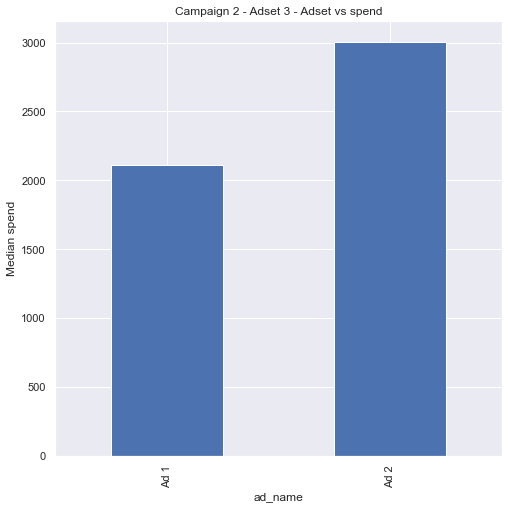 Campaign 2 - Adset 3 - Adset vs spend
3000
2500
2000
1500
1000
500
0
Median spend
Ad 1
Ad 2
ad_name